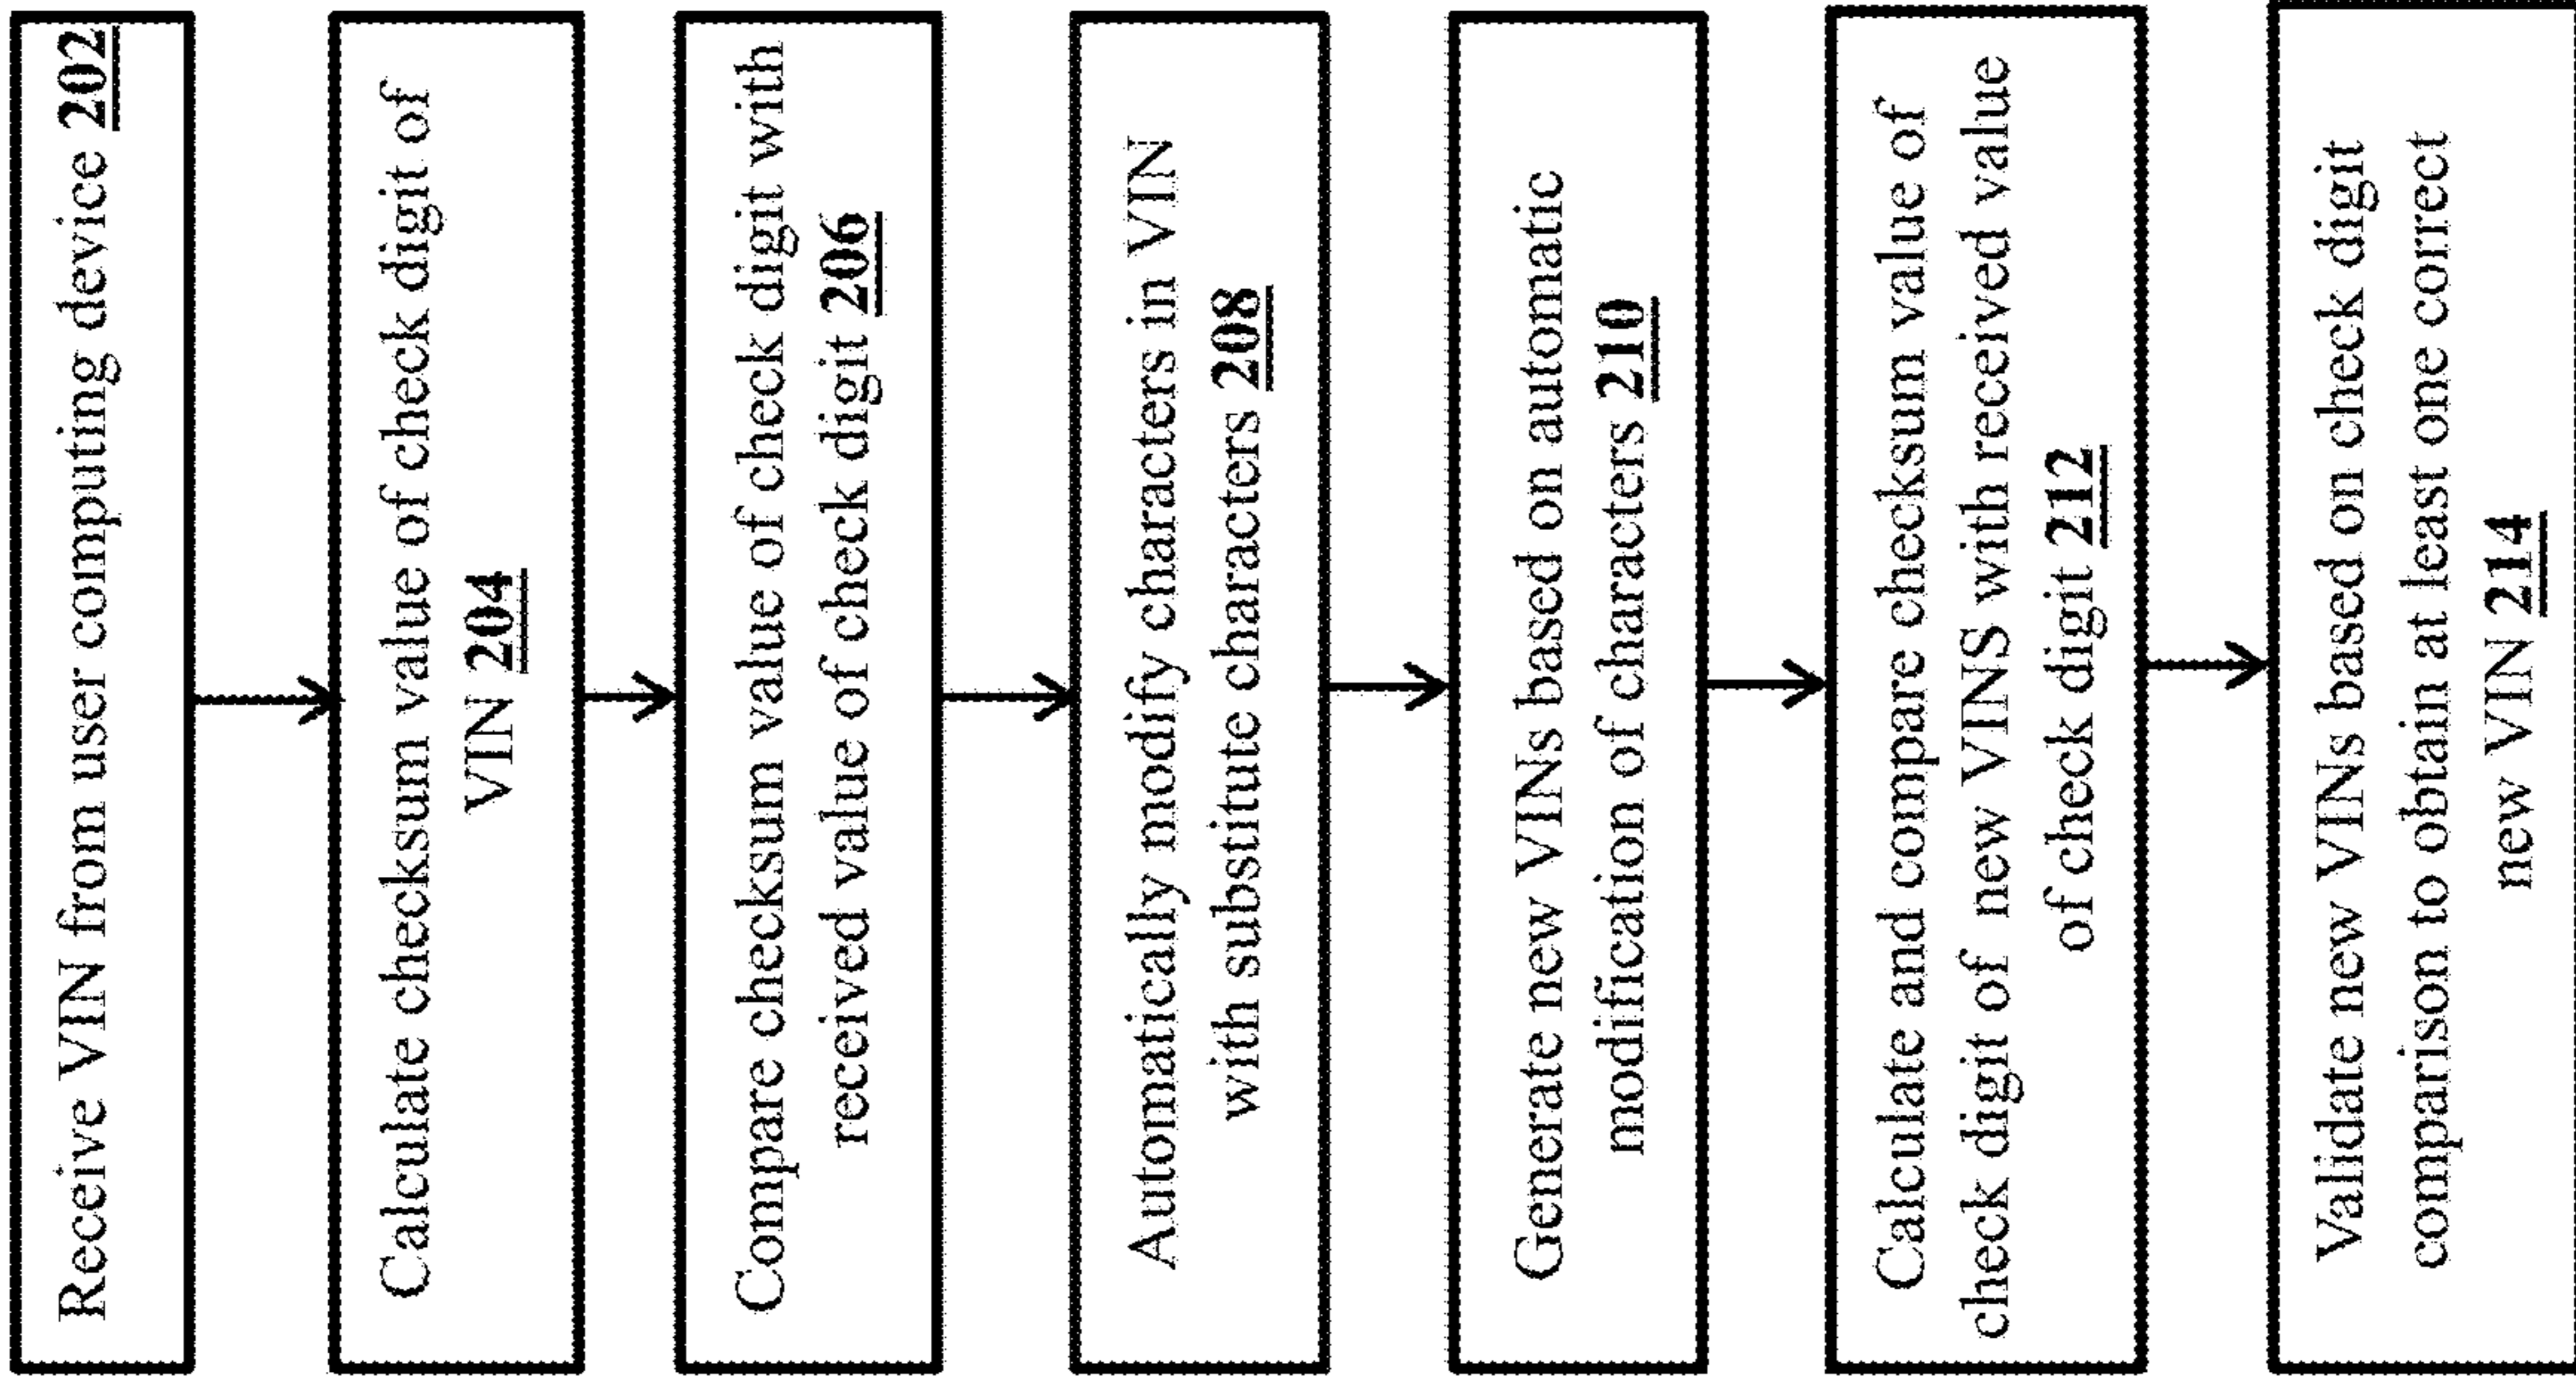 Receive VIN from user computing device 202
Calculate checksum value of check digit of
VIN 204
Compare checksum value of check digit with
received value of check digit 206
Automatically modify characters in VIN
with substitute characters 208
Generate new VINs based on automatic
modification of characters 210
Calculate and compare checksum value of
check digit of new VINS with received value
of check digit 212
Validate new VINs based on check digit
comparison to obtain at least one correct
new VIN 214